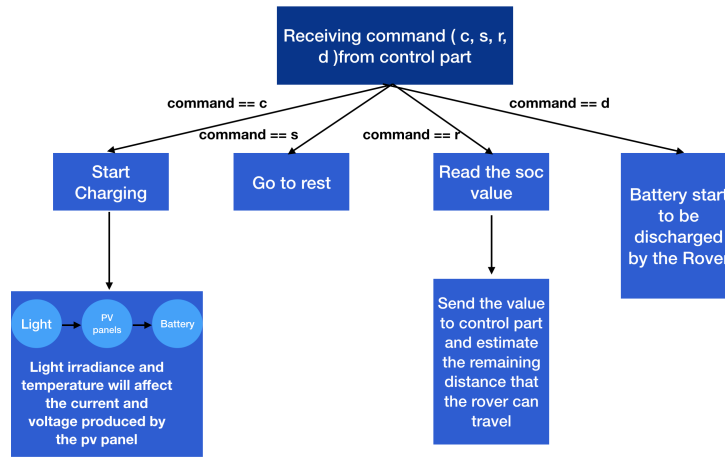 Receiving command ( c, s, r,
d )from control part
command == c
command == s
command == r
command == d
Start
Charging
Go to rest
Read the soc
value
Battery start
to be
discharged
by the Rover
Light
PV
panels
Battery
Light irradiance and
temperature will affect
the current and
voltage produced by
the pv panel
Send the value
to control part
and estimate
the remaining
distance that
the rover can
travel